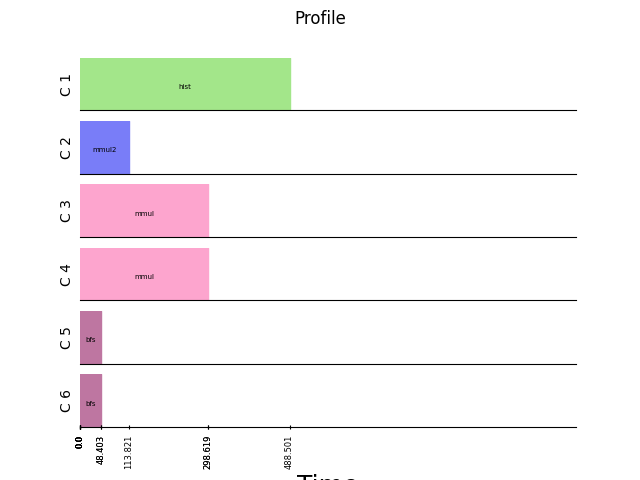 Profile
C 1
hist
C 2
mmul2
C 3
mmul
C 4
mmul
C 5
bfs
C 6
bfs
0.0
48.403
113.821
298.619
488.501
Time